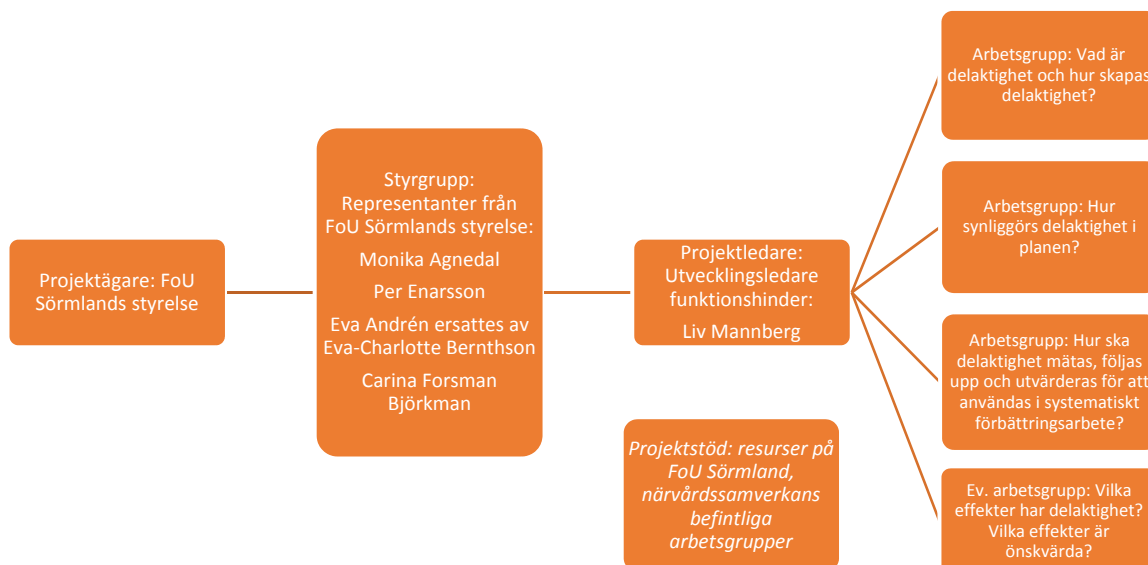 Projektägare: FoU
Sörmlands styrelse
Styrgrupp:
Representanter från
FoU Sörmlands styrelse:
Monika Agnedal
Per Enarsson
Eva Andrén ersattes av
Eva-Charlotte Bernthson
Carina Forsman
Björkman
Projektledare:
Utvecklingsledare
funktionshinder:
Liv Mannberg
Projektstöd: resurser på
FoU Sörmland,
närvårdssamverkans
befintliga
arbetsgrupper
Arbetsgrupp: Vad är
delaktighet och hur skapas
delaktighet?
Arbetsgrupp: Hur
synliggörs delaktighet i
planen?
Arbetsgrupp: Hur ska
delaktighet mätas, följas
upp och utvärderas för att
användas i systematiskt
förbättringsarbete?
Ev. arbetsgrupp: Vilka
effekter har delaktighet?
Vilka effekter är
önskvärda?